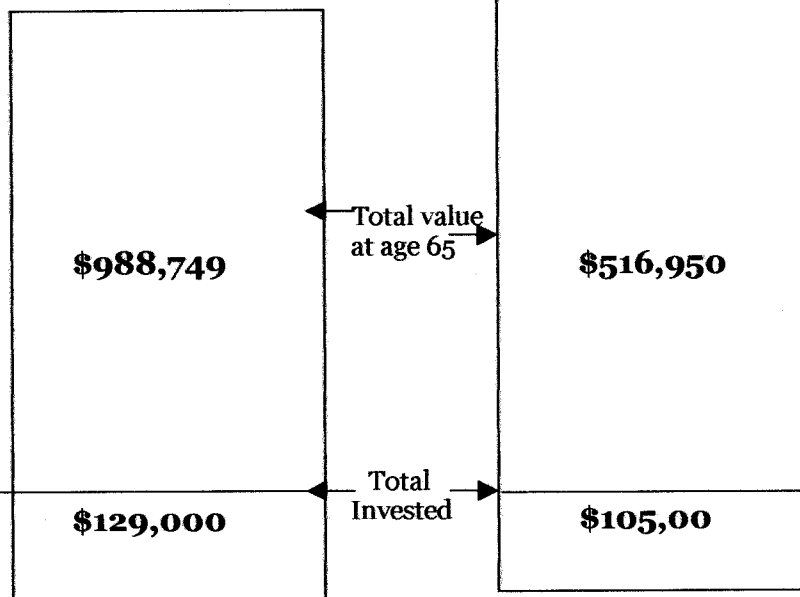 Total value
at age 65
$988,749
$516,950
Total
Invested
$129,000
$105,00